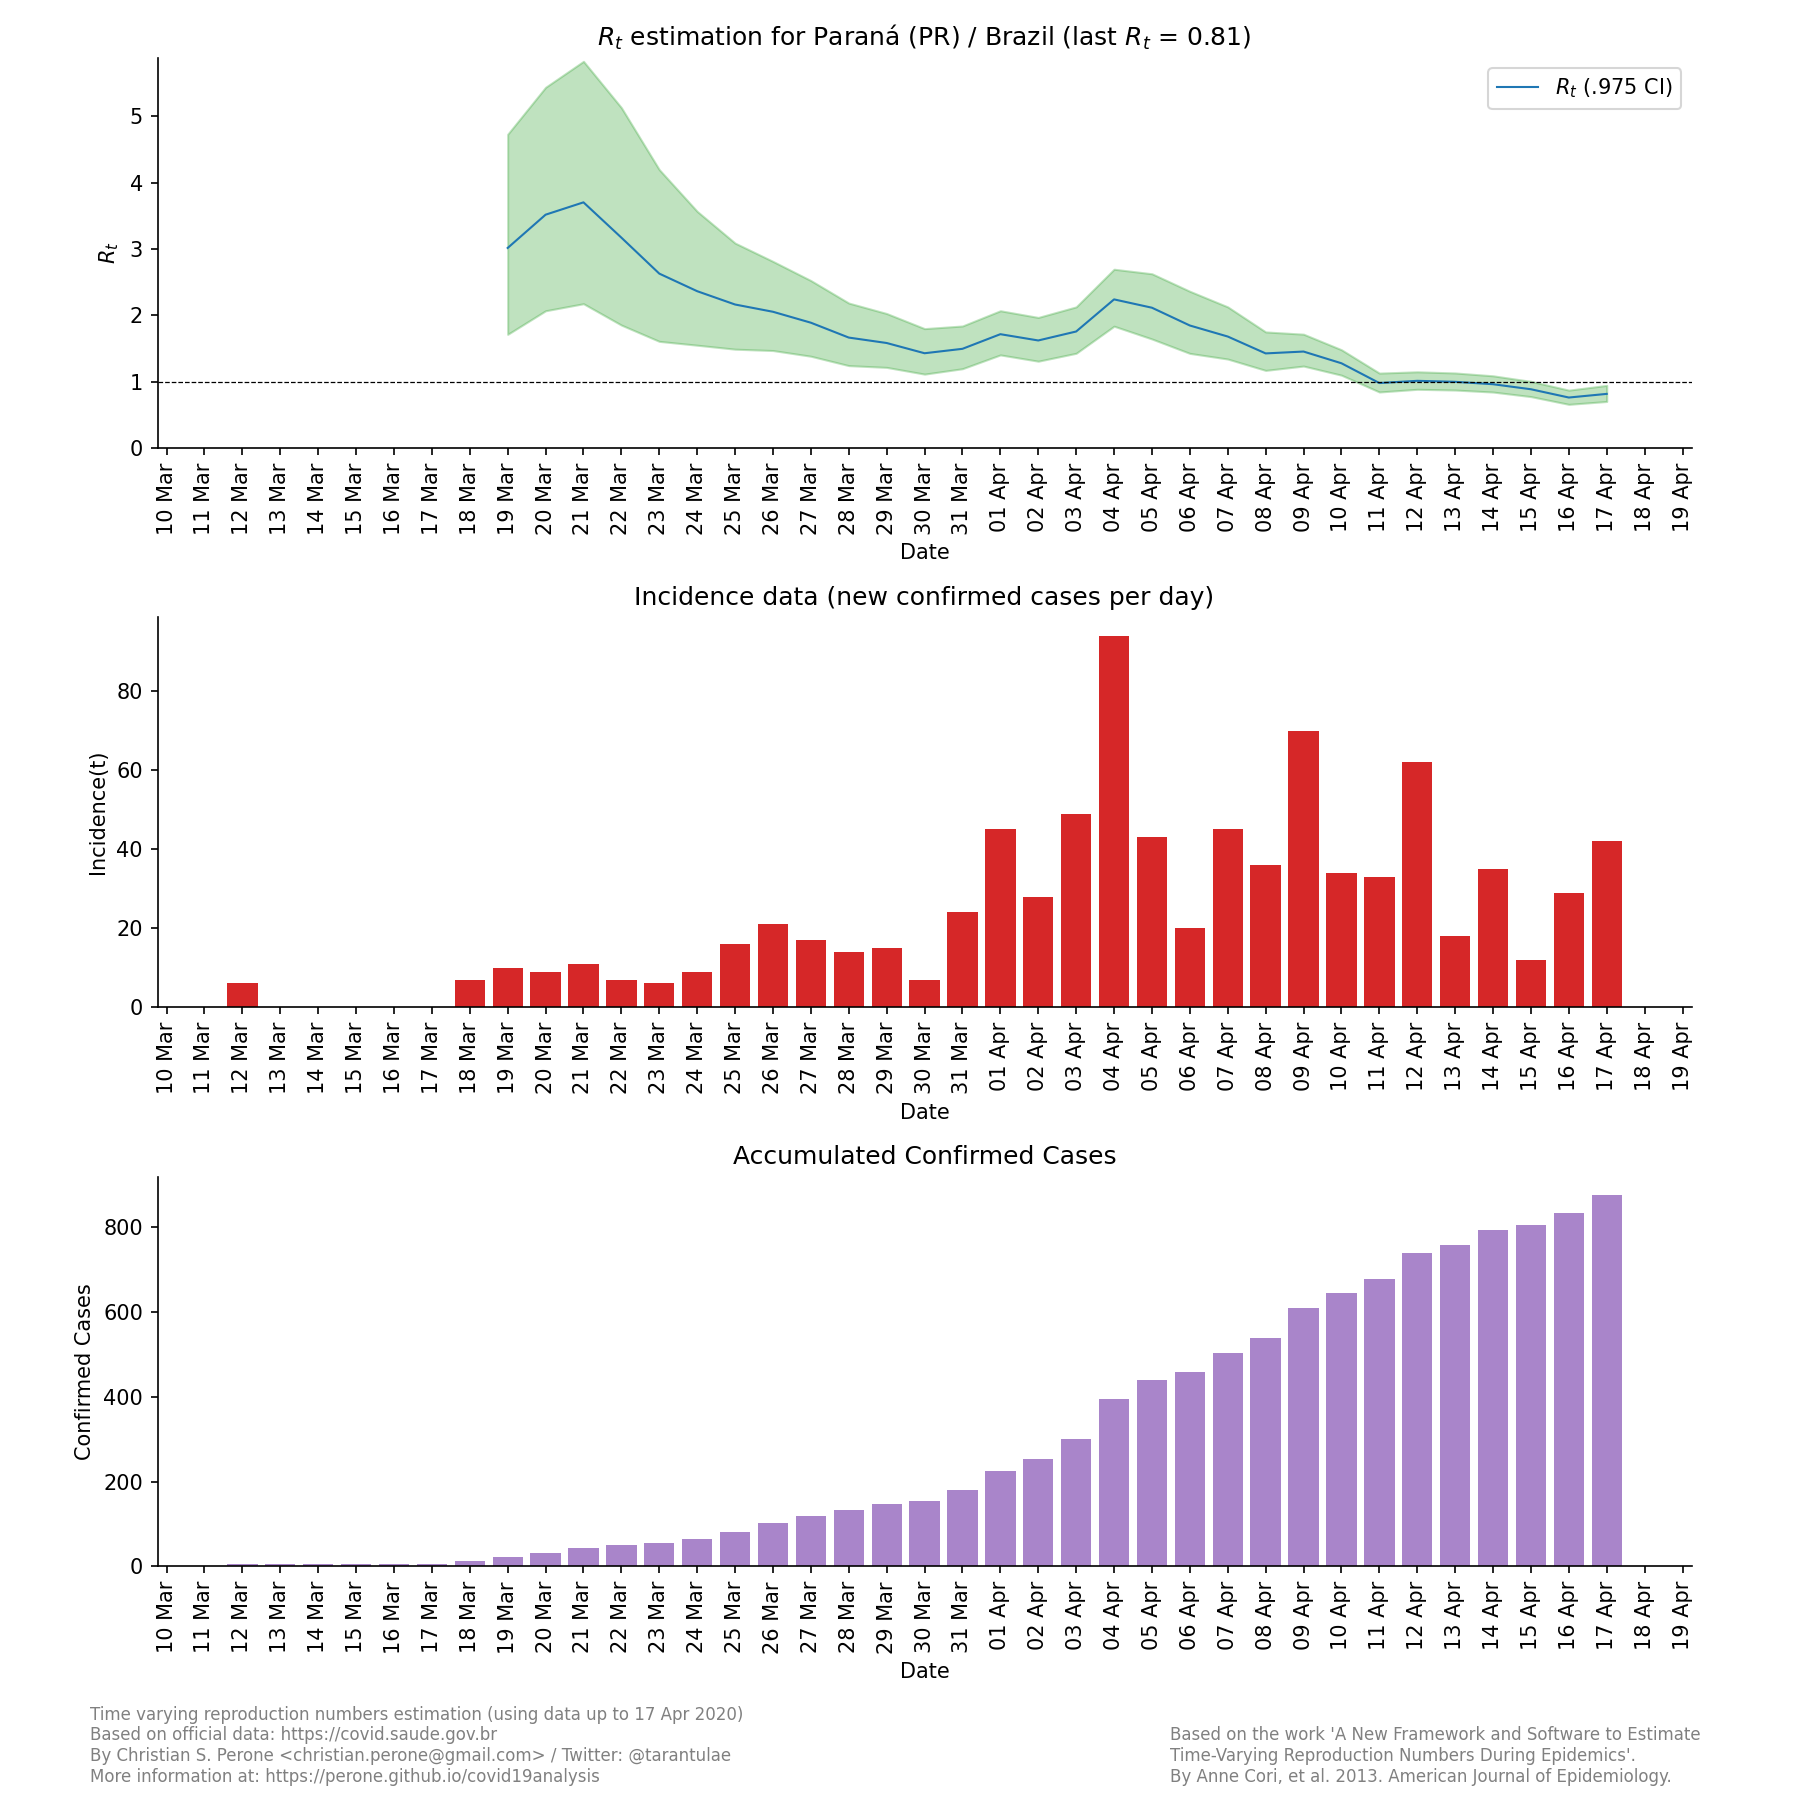 Rt estimation for Paraná (PR) / Brazil (last Rt = 0.81)
Rt (.975 CI)
Rt
5
4
3
2
1
0
10 Mar 11 Mar 12 Mar 13 Mar 14 Mar 15 Mar 16 Mar 17 Mar 18 Mar 19 Mar 20 Mar 21 Mar 22 Mar 23 Mar 24 Mar 25 Mar 26 Mar 27 Mar 28 Mar 29 Mar 30 Mar 31 Mar 01 Apr 02 Apr 03 Apr 04 Apr 05 Apr 06 Apr 07 Apr 08 Apr 09 Apr 10 Apr 11 Apr 12 Apr 13 Apr 14 Apr 15 Apr 16 Apr 17 Apr 18 Apr 19 Apr
Date
Incidence data (new confirmed cases per day)
Incidence(t)
80
60
40
20
0
10 Mar 11 Mar 12 Mar 13 Mar 14 Mar 15 Mar 16 Mar 17 Mar 18 Mar 19 Mar 20 Mar 21 Mar 22 Mar 23 Mar 24 Mar 25 Mar 26 Mar 27 Mar 28 Mar 29 Mar 30 Mar 31 Mar 01 Apr 02 Apr 03 Apr 04 Apr 05 Apr 06 Apr 07 Apr 08 Apr 09 Apr 10 Apr 11 Apr 12 Apr 13 Apr 14 Apr 15 Apr 16 Apr 17 Apr 18 Apr 19 Apr
Date
Accumulated Confirmed Cases
Confirmed Cases
800
600
400
200
0
10 Mar 11 Mar 12 Mar 13 Mar 14 Mar 15 Mar 16 Mar 17 Mar 18 Mar 19 Mar 20 Mar 21 Mar 22 Mar 23 Mar 24 Mar 25 Mar 26 Mar 27 Mar 28 Mar 29 Mar 30 Mar 31 Mar 01 Apr 02 Apr 03 Apr 04 Apr 05 Apr 06 Apr 07 Apr 08 Apr 09 Apr 10 Apr 11 Apr 12 Apr 13 Apr 14 Apr 15 Apr 16 Apr 17 Apr 18 Apr 19 Apr
Date
Time varying reproduction numbers estimation (using data up to 17 Apr 2020)
Based on official data: https://covid.saude.gov.br
By Christian S. Perone <christian.perone@gmail.com> / Twitter: @tarantulae
More information at: https://perone.github.io/covid19analysis
Based on the work 'A New Framework and Software to Estimate
Time-Varying Reproduction Numbers During Epidemics'.
By Anne Cori, et al. 2013. American Journal of Epidemiology.